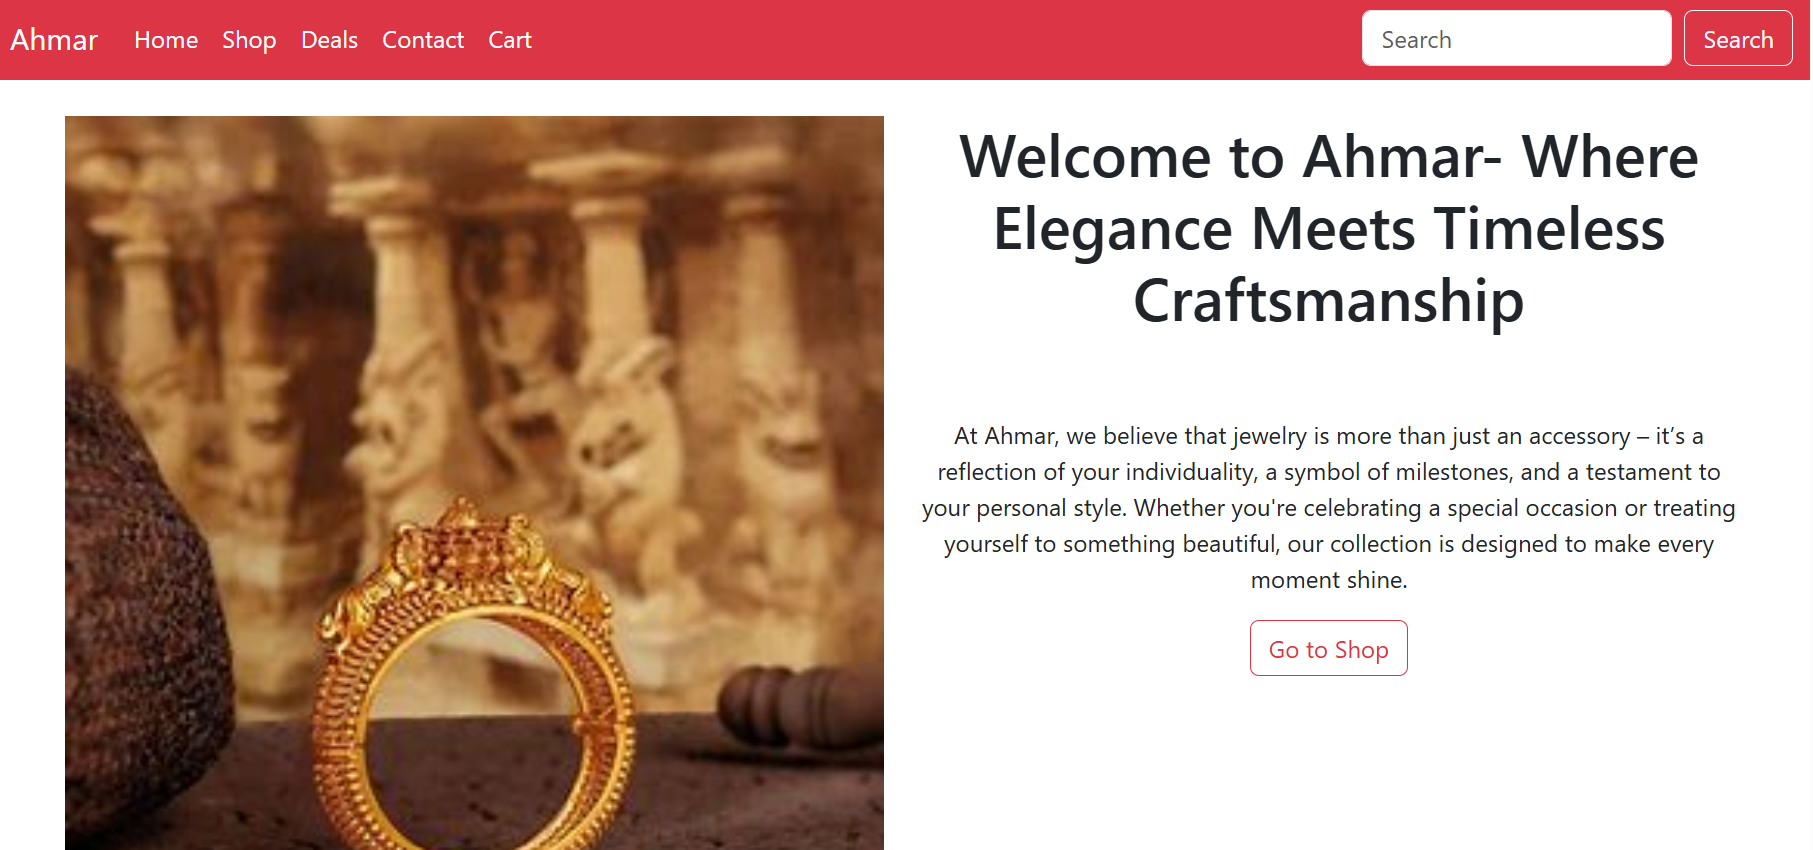 Ahmar Home Shop Deals Contact Cart Search Search
Welcome to Ahmar- Where
Elegance Meets Timeless
Craftsmanship
At Ahmar, we believe that jewelry is more than just an accessory – it’s a
reflection of your individuality, a symbol of milestones, and a testament to
your personal style. Whether you're celebrating a special occasion or treating
yourself to something beautiful, our collection is designed to make every
moment shine.
Go to Shop